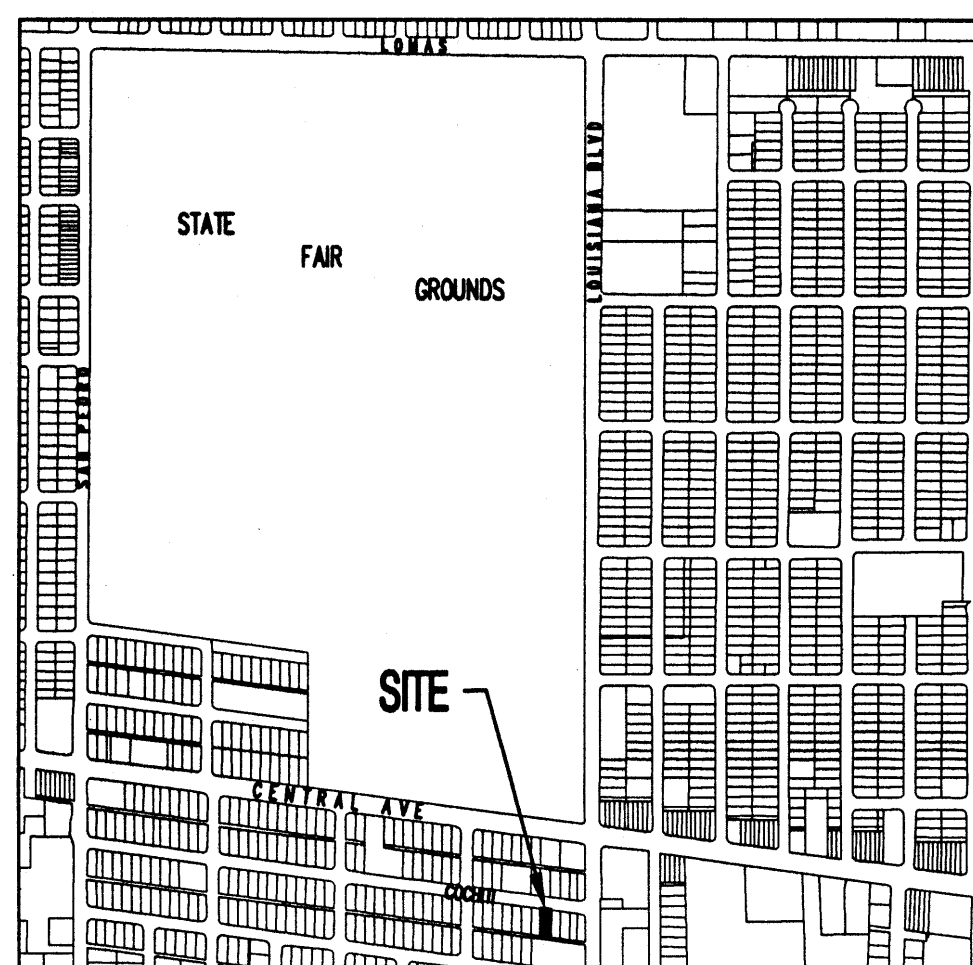 LOMAS
LOUISIANA BLVD
STATE
FAIR
GROUNDS
SAN PEDRO
SITE
CENTRAL AVE
COCHITI